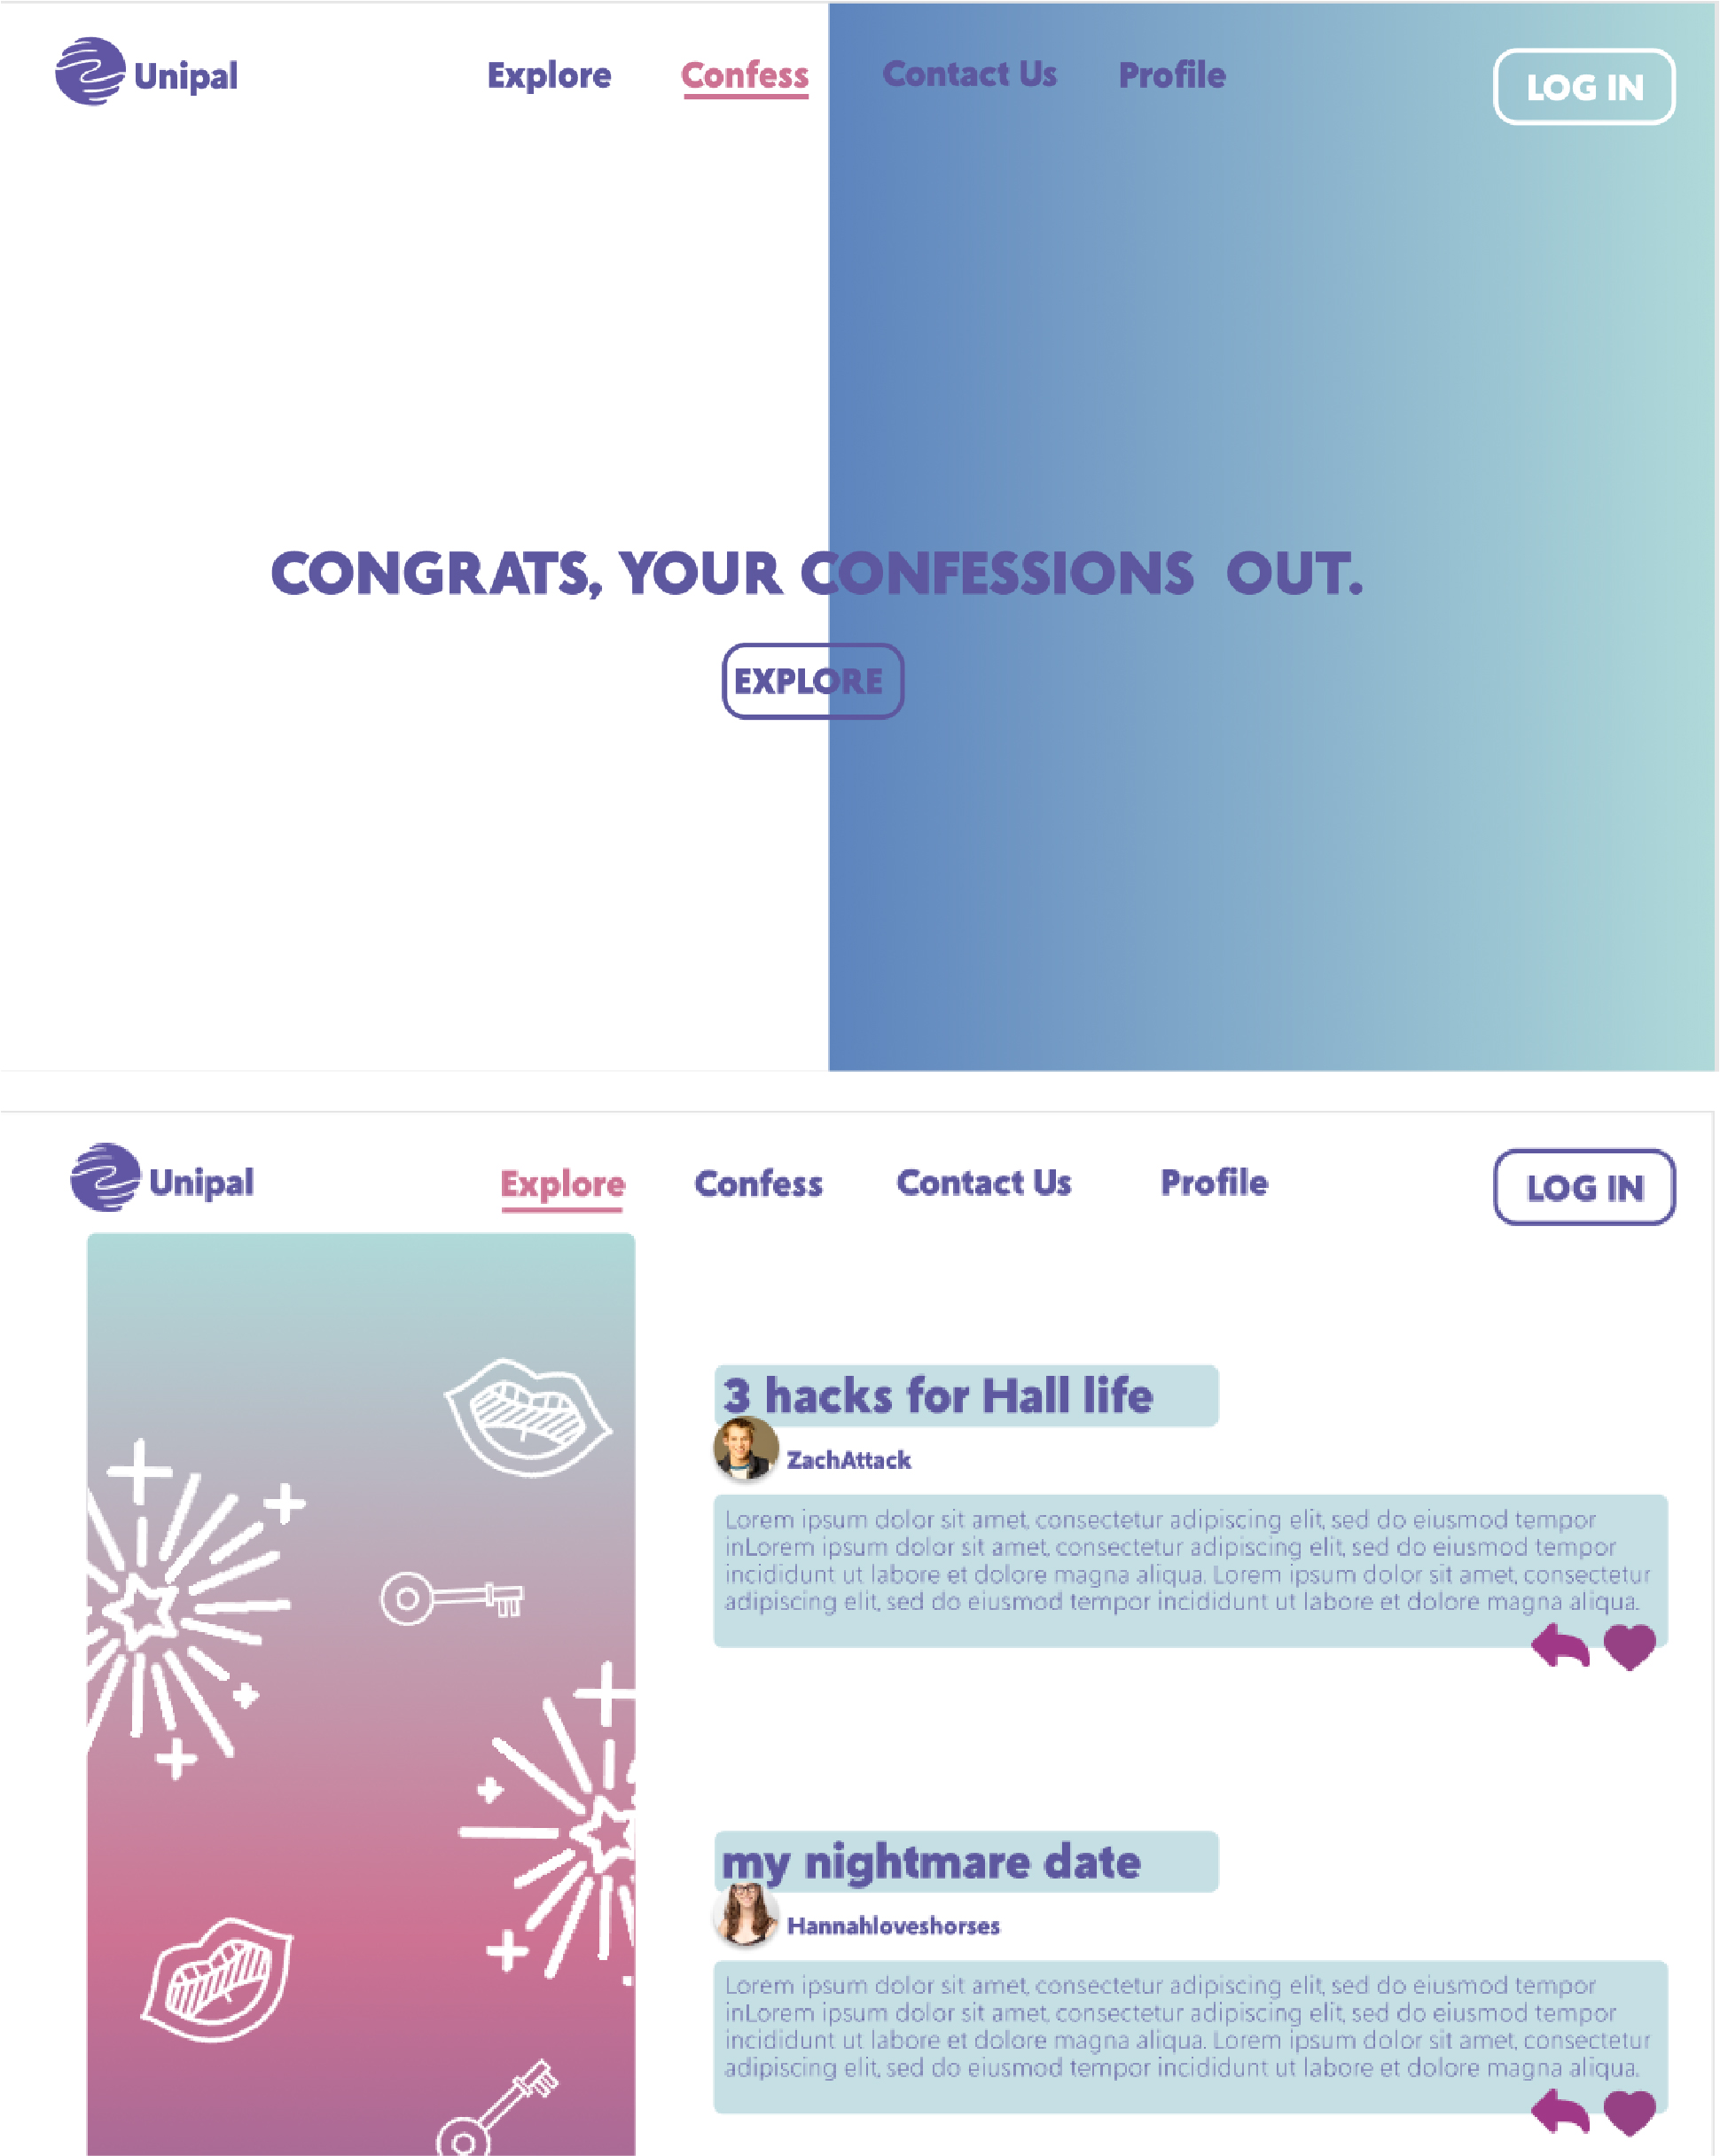 Unipal Explore Confess Contact Us Profile LOG IN
CONGRATS, YOUR CONFESSIONS OUT.
EXPLORE
Unipal Explore Confess Contact Us Profile LOG IN
3 hacks for Hall life
ZachAttack
Lorem ipsum dolor sit amet, consectetur adipiscing elit, sed do eiusmod tempor
inLorem ipsum dolor sit amet, consectetur adipiscing elit, sed do eiusmod tempor
incididunt ut labore et dolore magna aliqua. Lorem ipsum dolor sit amet, consectetur
adipiscing elit, sed do eiusmod tempor incididunt ut labore et dolore magna aliqua.
my nightmare date
Hannahloveshorses
Lorem ipsum dolor sit amet, consectetur adipiscing elit, sed do eiusmod tempor
inLorem ipsum dolor sit amet, consectetur adipiscing elit, sed do eiusmod tempor
incididunt ut labore et dolore magna aliqua. Lorem ipsum dolor sit amet, consectetur
adipiscing elit, sed do eiusmod tempor incididunt ut labore et dolore magna aliqua.